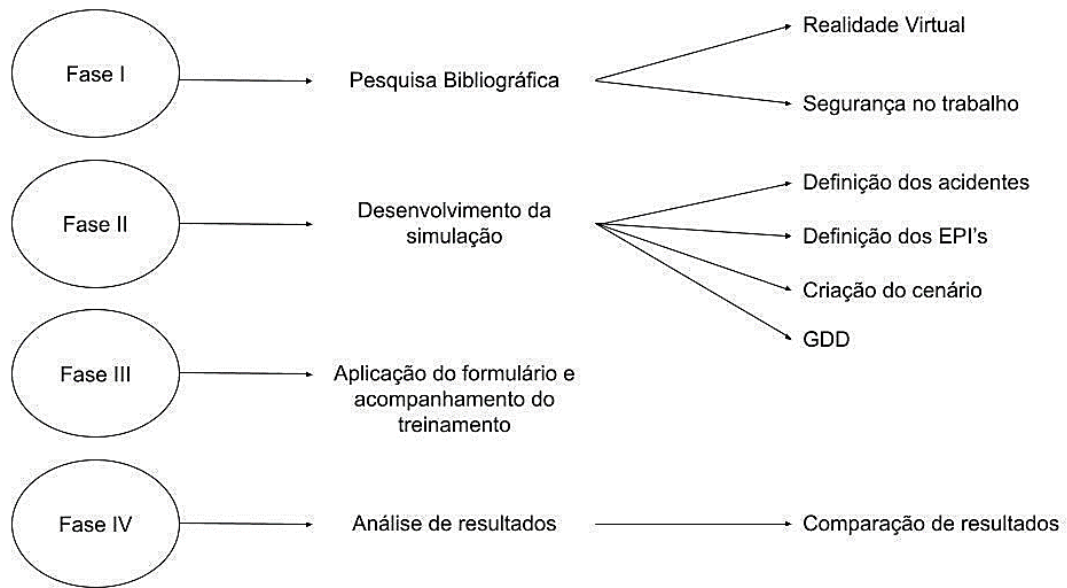 Fase I
Pesquisa Bibliográfica
Realidade Virtual
Segurança no trabalho
Fase II
Desenvolvimento da
simulação
Definição dos acidentes
Definição dos EPI's
Criação do cenário
GDD
Fase III
Aplicação do formulário e
acompanhamento do
treinamento
Fase IV
Análise de resultados
Comparação de resultados